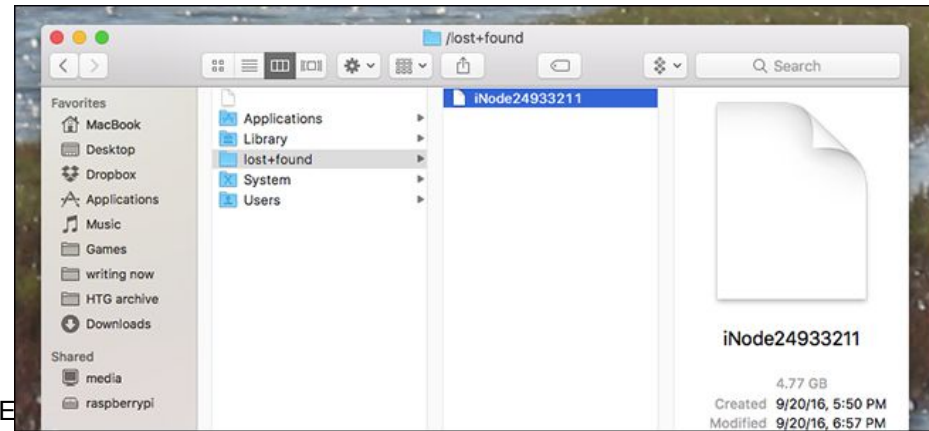 /lost+found
Search
Favorites
MacBook
Desktop
Dropbox
Applications
Music
Games
writing now
HTG archive
Downloads
Shared
media
raspberrypi
Applications
Library
lost+found
System
Users
iNode24933211
iNode24933211
4.77 GB
Created 9/20/16, 5:50 PM
Modified 9/20/16, 6:57 PM
E